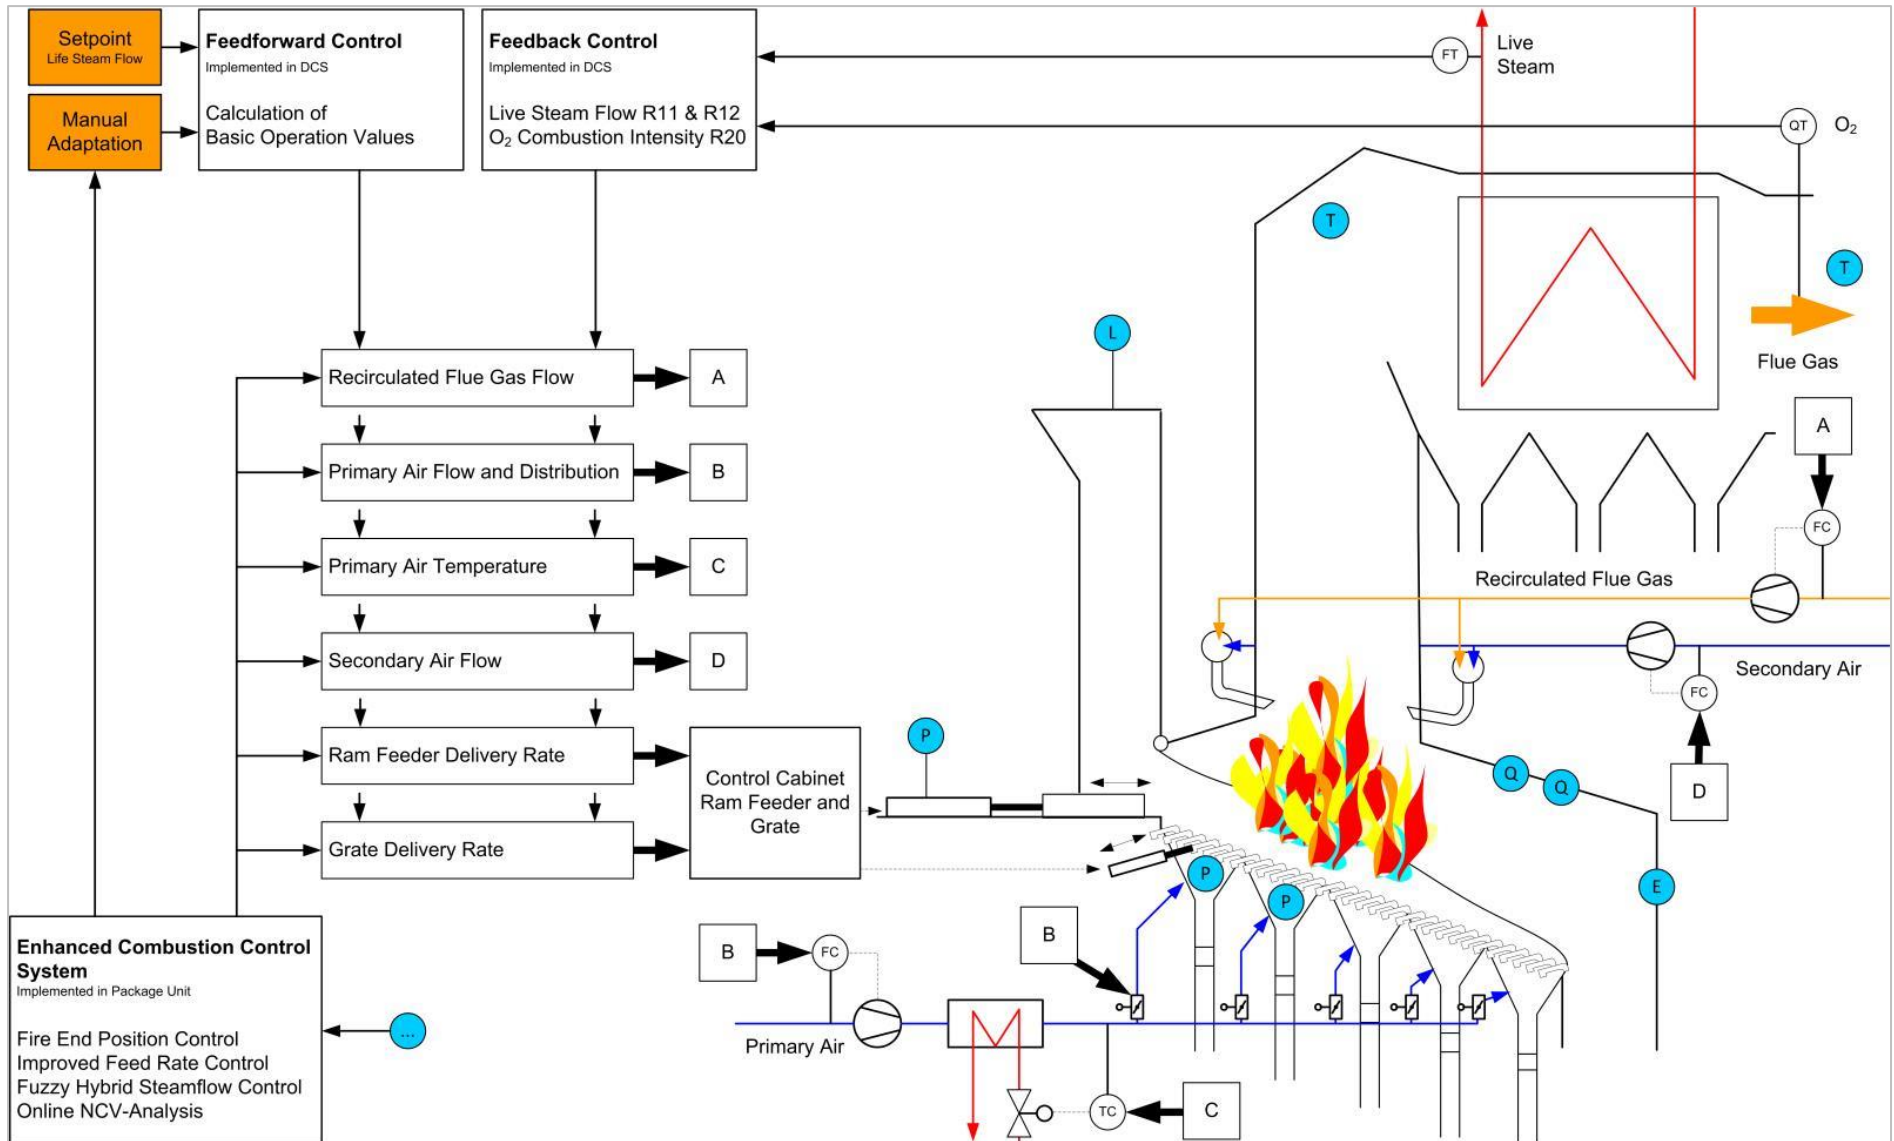 Setpoint
Life Steam Flow
Manual
Adaptation
Feedforward Control
Implemented in DCS
Calculation of
Basic Operation Values
Feedback Control
Implemented in DCS
Live Steam Flow R11 & R12
O₂ Combustion Intensity R20
FT
Live
Steam
QT
O₂
T
T
L
Flue Gas
Recirculated Flue Gas Flow
A
Primary Air Flow and Distribution
B
Primary Air Temperature
C
Secondary Air Flow
D
Ram Feeder Delivery Rate
Grate Delivery Rate
Control Cabinet
Ram Feeder and
Grate
A
FC
Recirculated Flue Gas
Secondary Air
FC
D
P
Q
Q
P
P
E
B
FC
B
Primary Air
TC
C
Enhanced Combustion Control
System
Implemented in Package Unit
Fire End Position Control
Improved Feed Rate Control
Fuzzy Hybrid Steamflow Control
Online NCV-Analysis
...